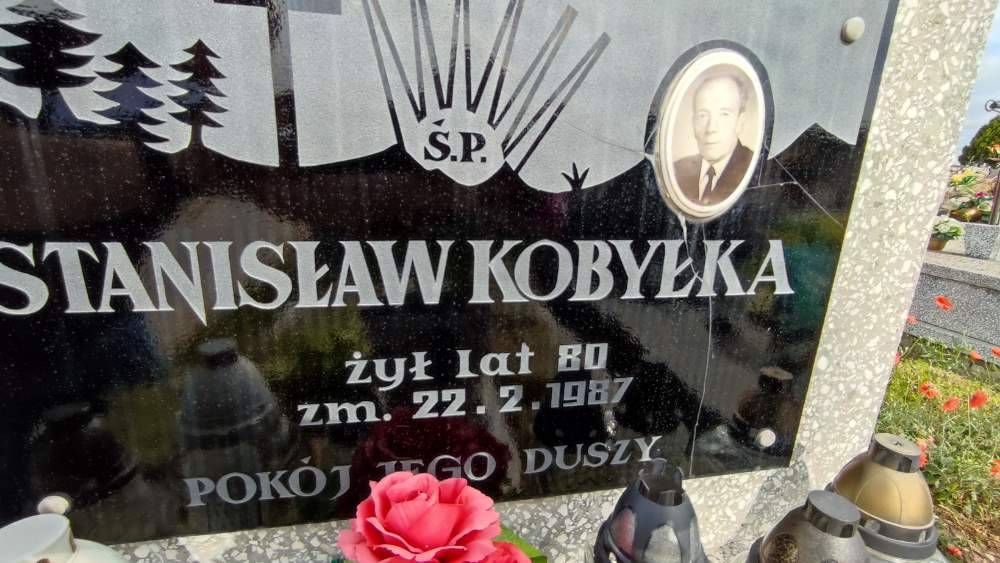 Ś.P.
STANISŁAW KOBYŁKA
żył lat 80
zm. 22.2.1987
POKÓJ JEGO DUSZY